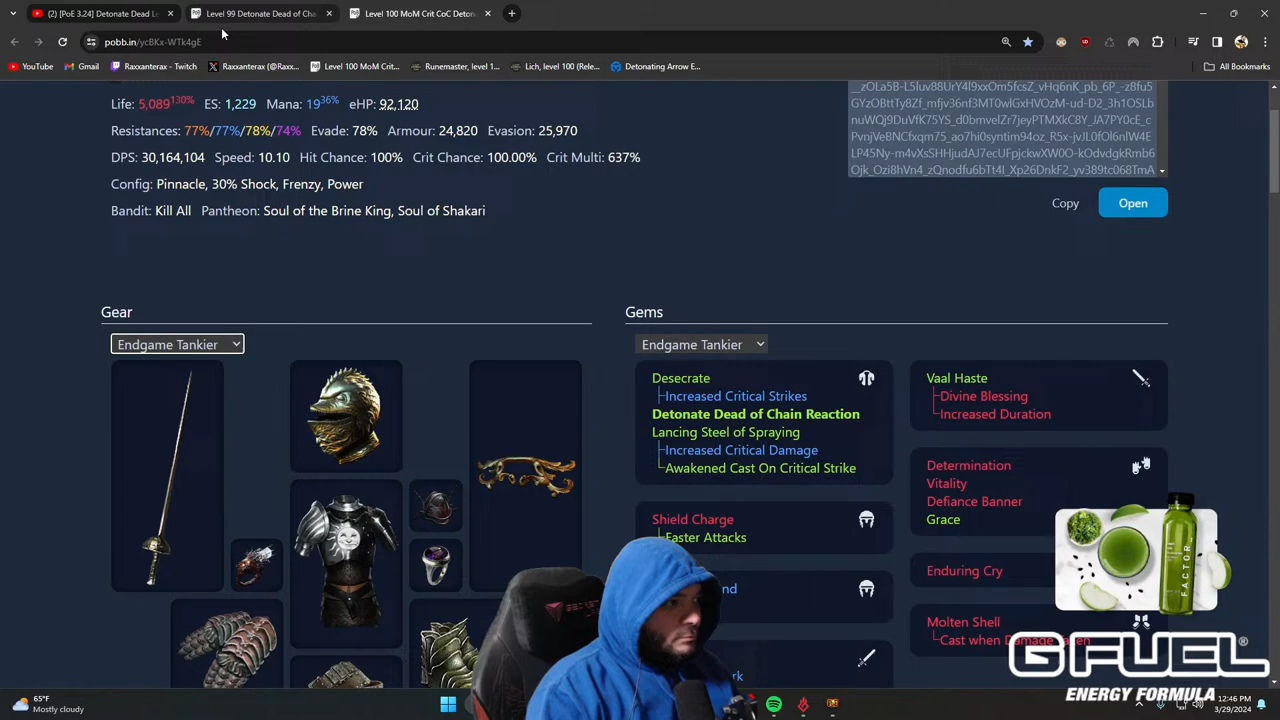 (2) [PoE 3.24] Detonate Dead L
Level 99 Detonate Dead of Cha
Level 100 MoM Crit CoC Deton
pobb.in/ycBKx-WTk4gE
YouTube
Gmail
Raxxanterax - Twitch
Raxxanterax (@Raxx...
Level 100 MoM Crit...
Runemaster, level 1...
Lich, level 100 (Rele...
Detonating Arrow E...
All Bookmarks
Life: 5,089 130% ES: 1,229 Mana: 19 36% eHP: 92,120
Resistances: 77%/77%/78%/74% Evade: 78% Armour: 24,820 Evasion: 25,970
DPS: 30,164,104 Speed: 10.10 Hit Chance: 100% Crit Chance: 100.00% Crit Multi: 637%
Config: Pinnacle, 30% Shock, Frenzy, Power
Bandit: Kill All Pantheon: Soul of the Brine King, Soul of Shakari
Copy
Open
Gear
Endgame Tankier
Gems
Endgame Tankier
Desecrate
Increased Critical Strikes
Detonate Dead of Chain Reaction
Lancing Steel of Spraying
Increased Critical Damage
Awakened Cast On Critical Strike
Shield Charge
Faster Attacks
Vaal Haste
Divine Blessing
Increased Duration
Determination
Vitality
Defiance Banner
Grace
Enduring Cry
Molten Shell
Cast when Damage Taken
FACTOR_
GFUEL®
ENERGY FORMULA
65°F
Mostly cloudy
12:46 PM
3/29/2024